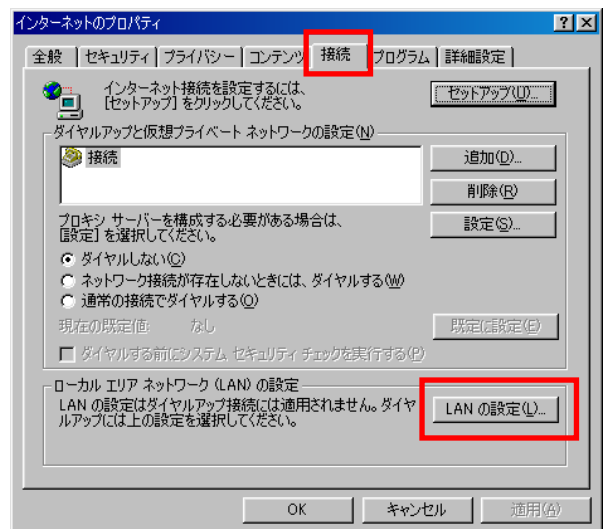 インターネットのプロパティ
全般 セキュリティ プライバシー コンテンツ 接続 プログラム 詳細設定
インターネット接続を設定するには、
[セットアップ] をクリックしてください。
セットアップ(U)...
ダイヤルアップと仮想プライベート ネットワークの設定(N)
接続
追加(D)...
削除(R)
プロキシ サーバーを構成する必要がある場合は、
[設定] を選択してください。
設定(S)...
ダイヤルしない(C)
ネットワーク接続が存在しないときには、ダイヤルする(W)
通常の接続でダイヤルする(O)
現在の既定値: なし
既定に設定(E)
ダイヤルする前にシステム セキュリティ チェックを実行する(P)
ローカル エリア ネットワーク (LAN) の設定
LAN の設定はダイヤルアップ接続には適用されません。ダイヤ
ルアップには上の設定を選択してください。
LAN の設定(L)...
OK キャンセル 適用(A)